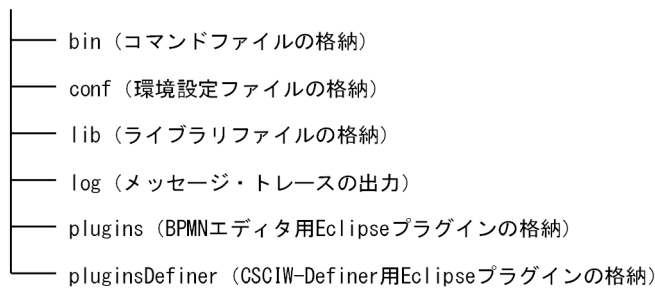 bin（コマンドファイルの格納）
conf（環境設定ファイルの格納）
lib（ライブラリファイルの格納）
log（メッセージ・トレースの出力）
plugins（BPMNエディタ用Eclipseプラグインの格納）
pluginsDefiner（CSCIW-Definer用Eclipseプラグインの格納）